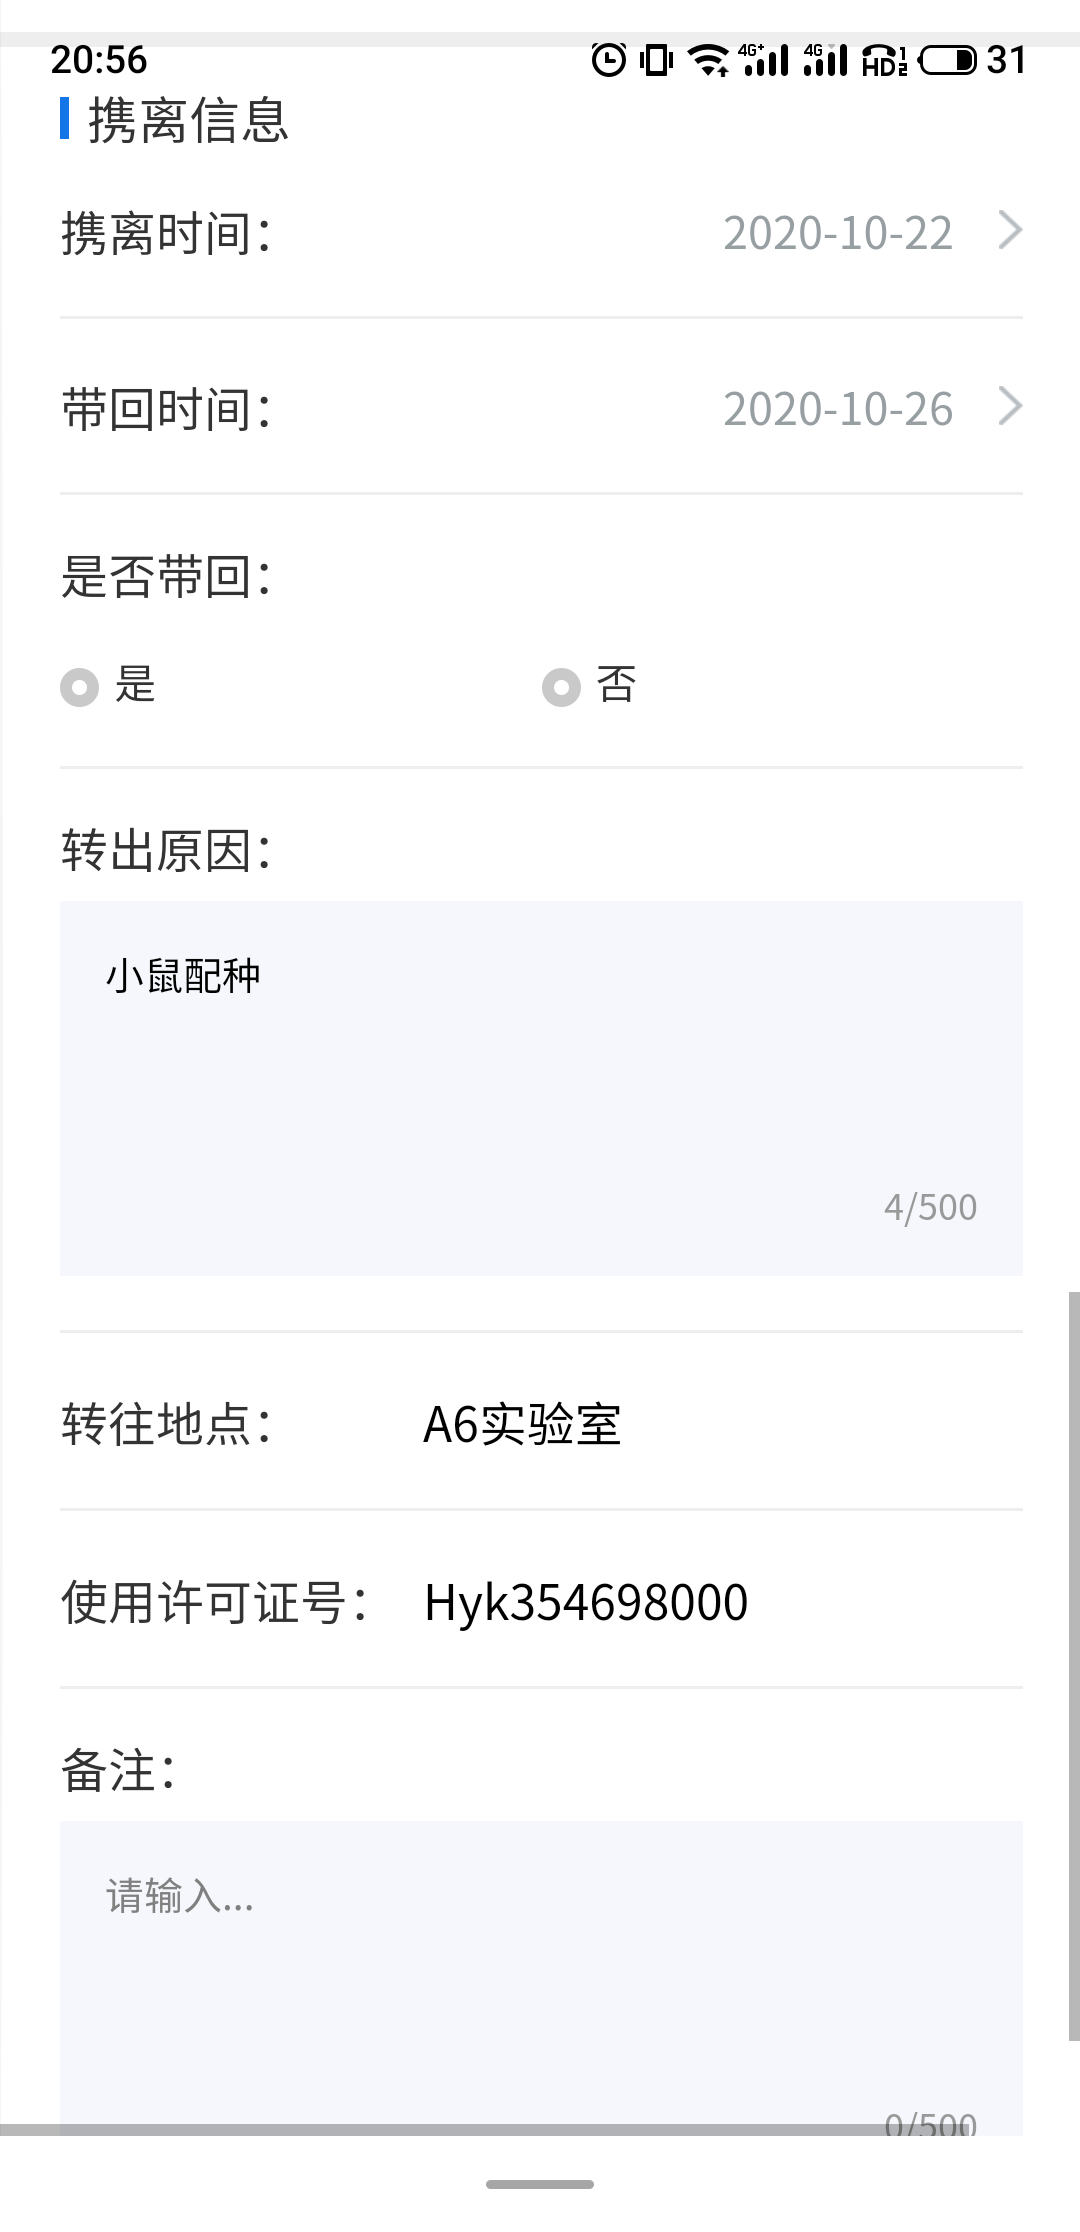 20:56 4G+ 4G HD 1 2 31
携离信息
携离时间： 2020-10-22
带回时间： 2020-10-26
是否带回：
是 否
转出原因：
小鼠配种
4/500
转往地点： A6实验室
使用许可证号： Hyk354698000
备注：
请输入...
0/500